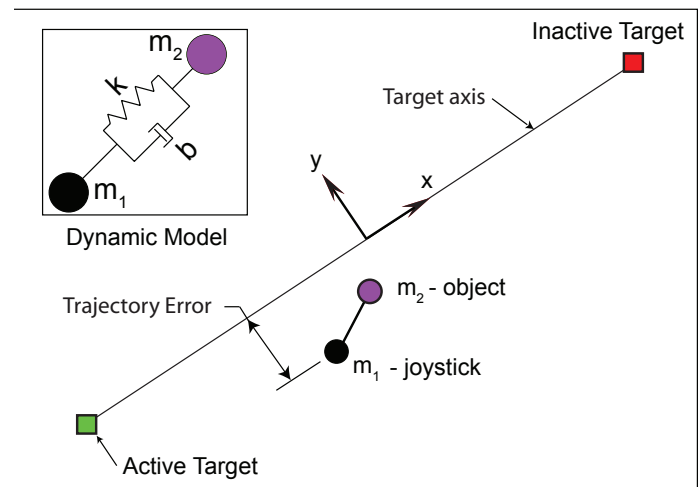 m₂
k
b
m₁
Dynamic Model
Inactive Target
Target axis
y
x
Trajectory Error
m₂ - object
m₁ - joystick
Active Target